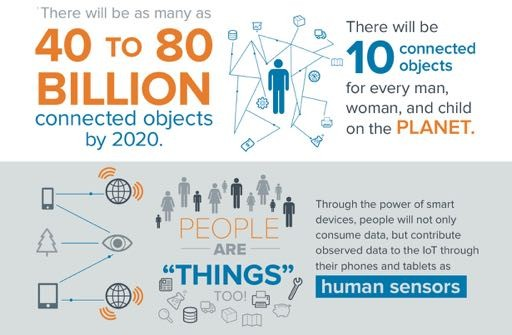 There will be as many as
40 TO 80
BILLION
connected objects
by 2020.
There will be
10 connected
objects
for every man,
woman, and child
on the PLANET.
PEOPLE
ARE
“THINGS”
TOO!
Through the power of smart
devices, people will not only
consume data, but contribute
observed data to the IoT through
their phones and tablets as
human sensors